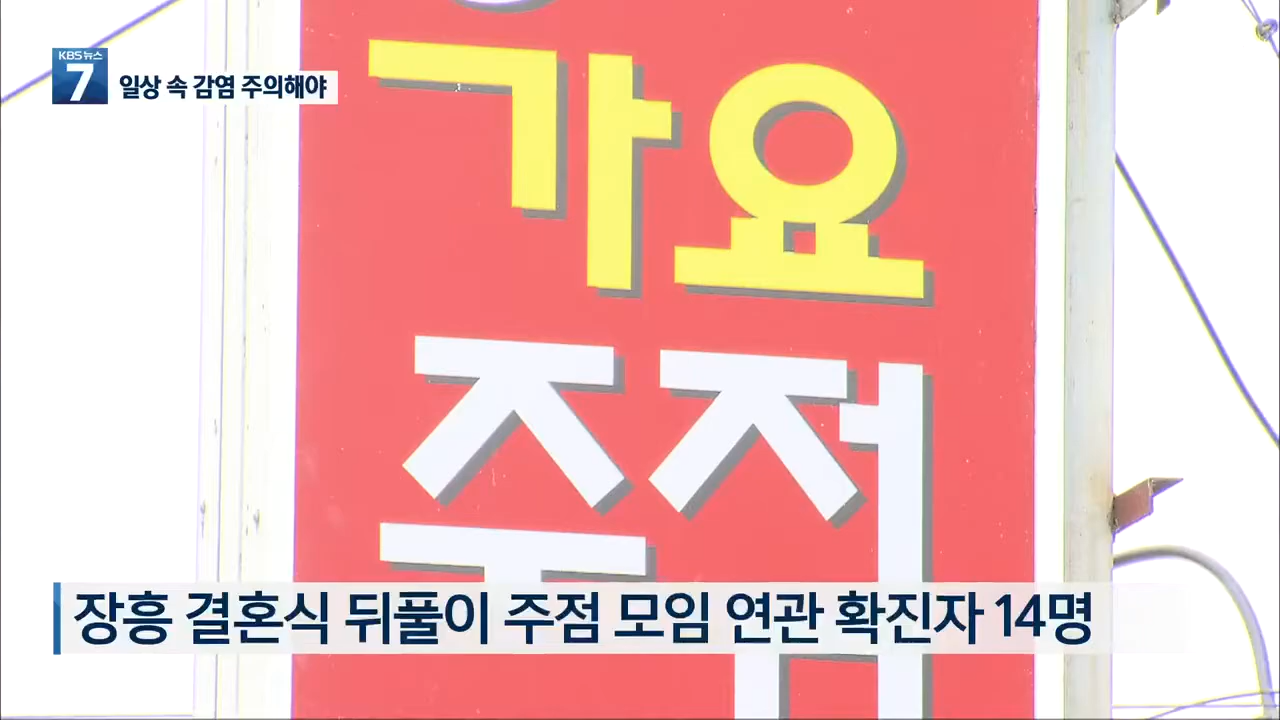 KBS뉴스
7
일상 속 감염 주의해야
가요
주점
장흥 결혼식 뒤풀이 주점 모임 연관 확진자 14명